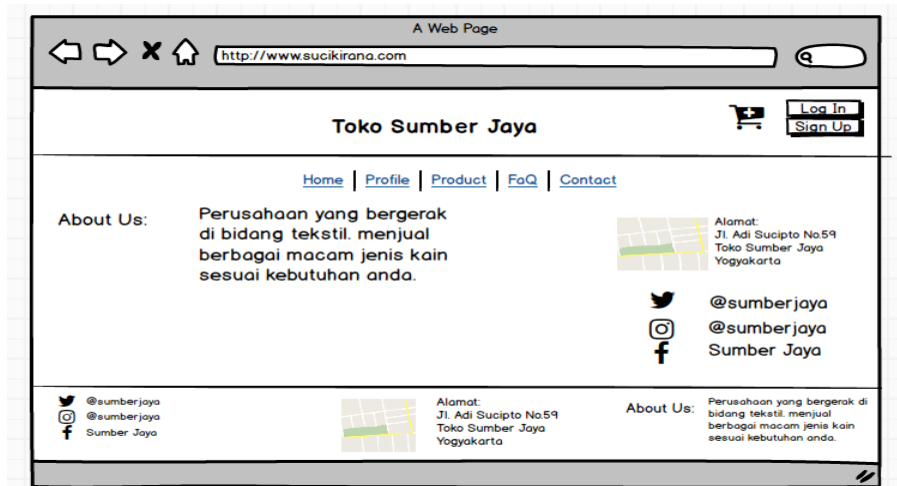 A Web Page
http://www.sucikirana.com
Toko Sumber Jaya
Log In
Sign Up
Home | Profile | Product | FaQ | Contact
About Us:
Perusahaan yang bergerak
di bidang tekstil. menjual
berbagai macam jenis kain
sesuai kebutuhan anda.
Alamat:
Jl. Adi Sucipto No.59
Toko Sumber Jaya
Yogyakarta
@sumberjaya
@sumberjaya
Sumber Jaya
@sumberjaya
@sumberjaya
Sumber Jaya
Alamat:
Jl. Adi Sucipto No.59
Toko Sumber Jaya
Yogyakarta
About Us:
Perusahaan yang bergerak di
bidang tekstil. menjual
berbagai macam jenis kain
sesuai kebutuhan anda.